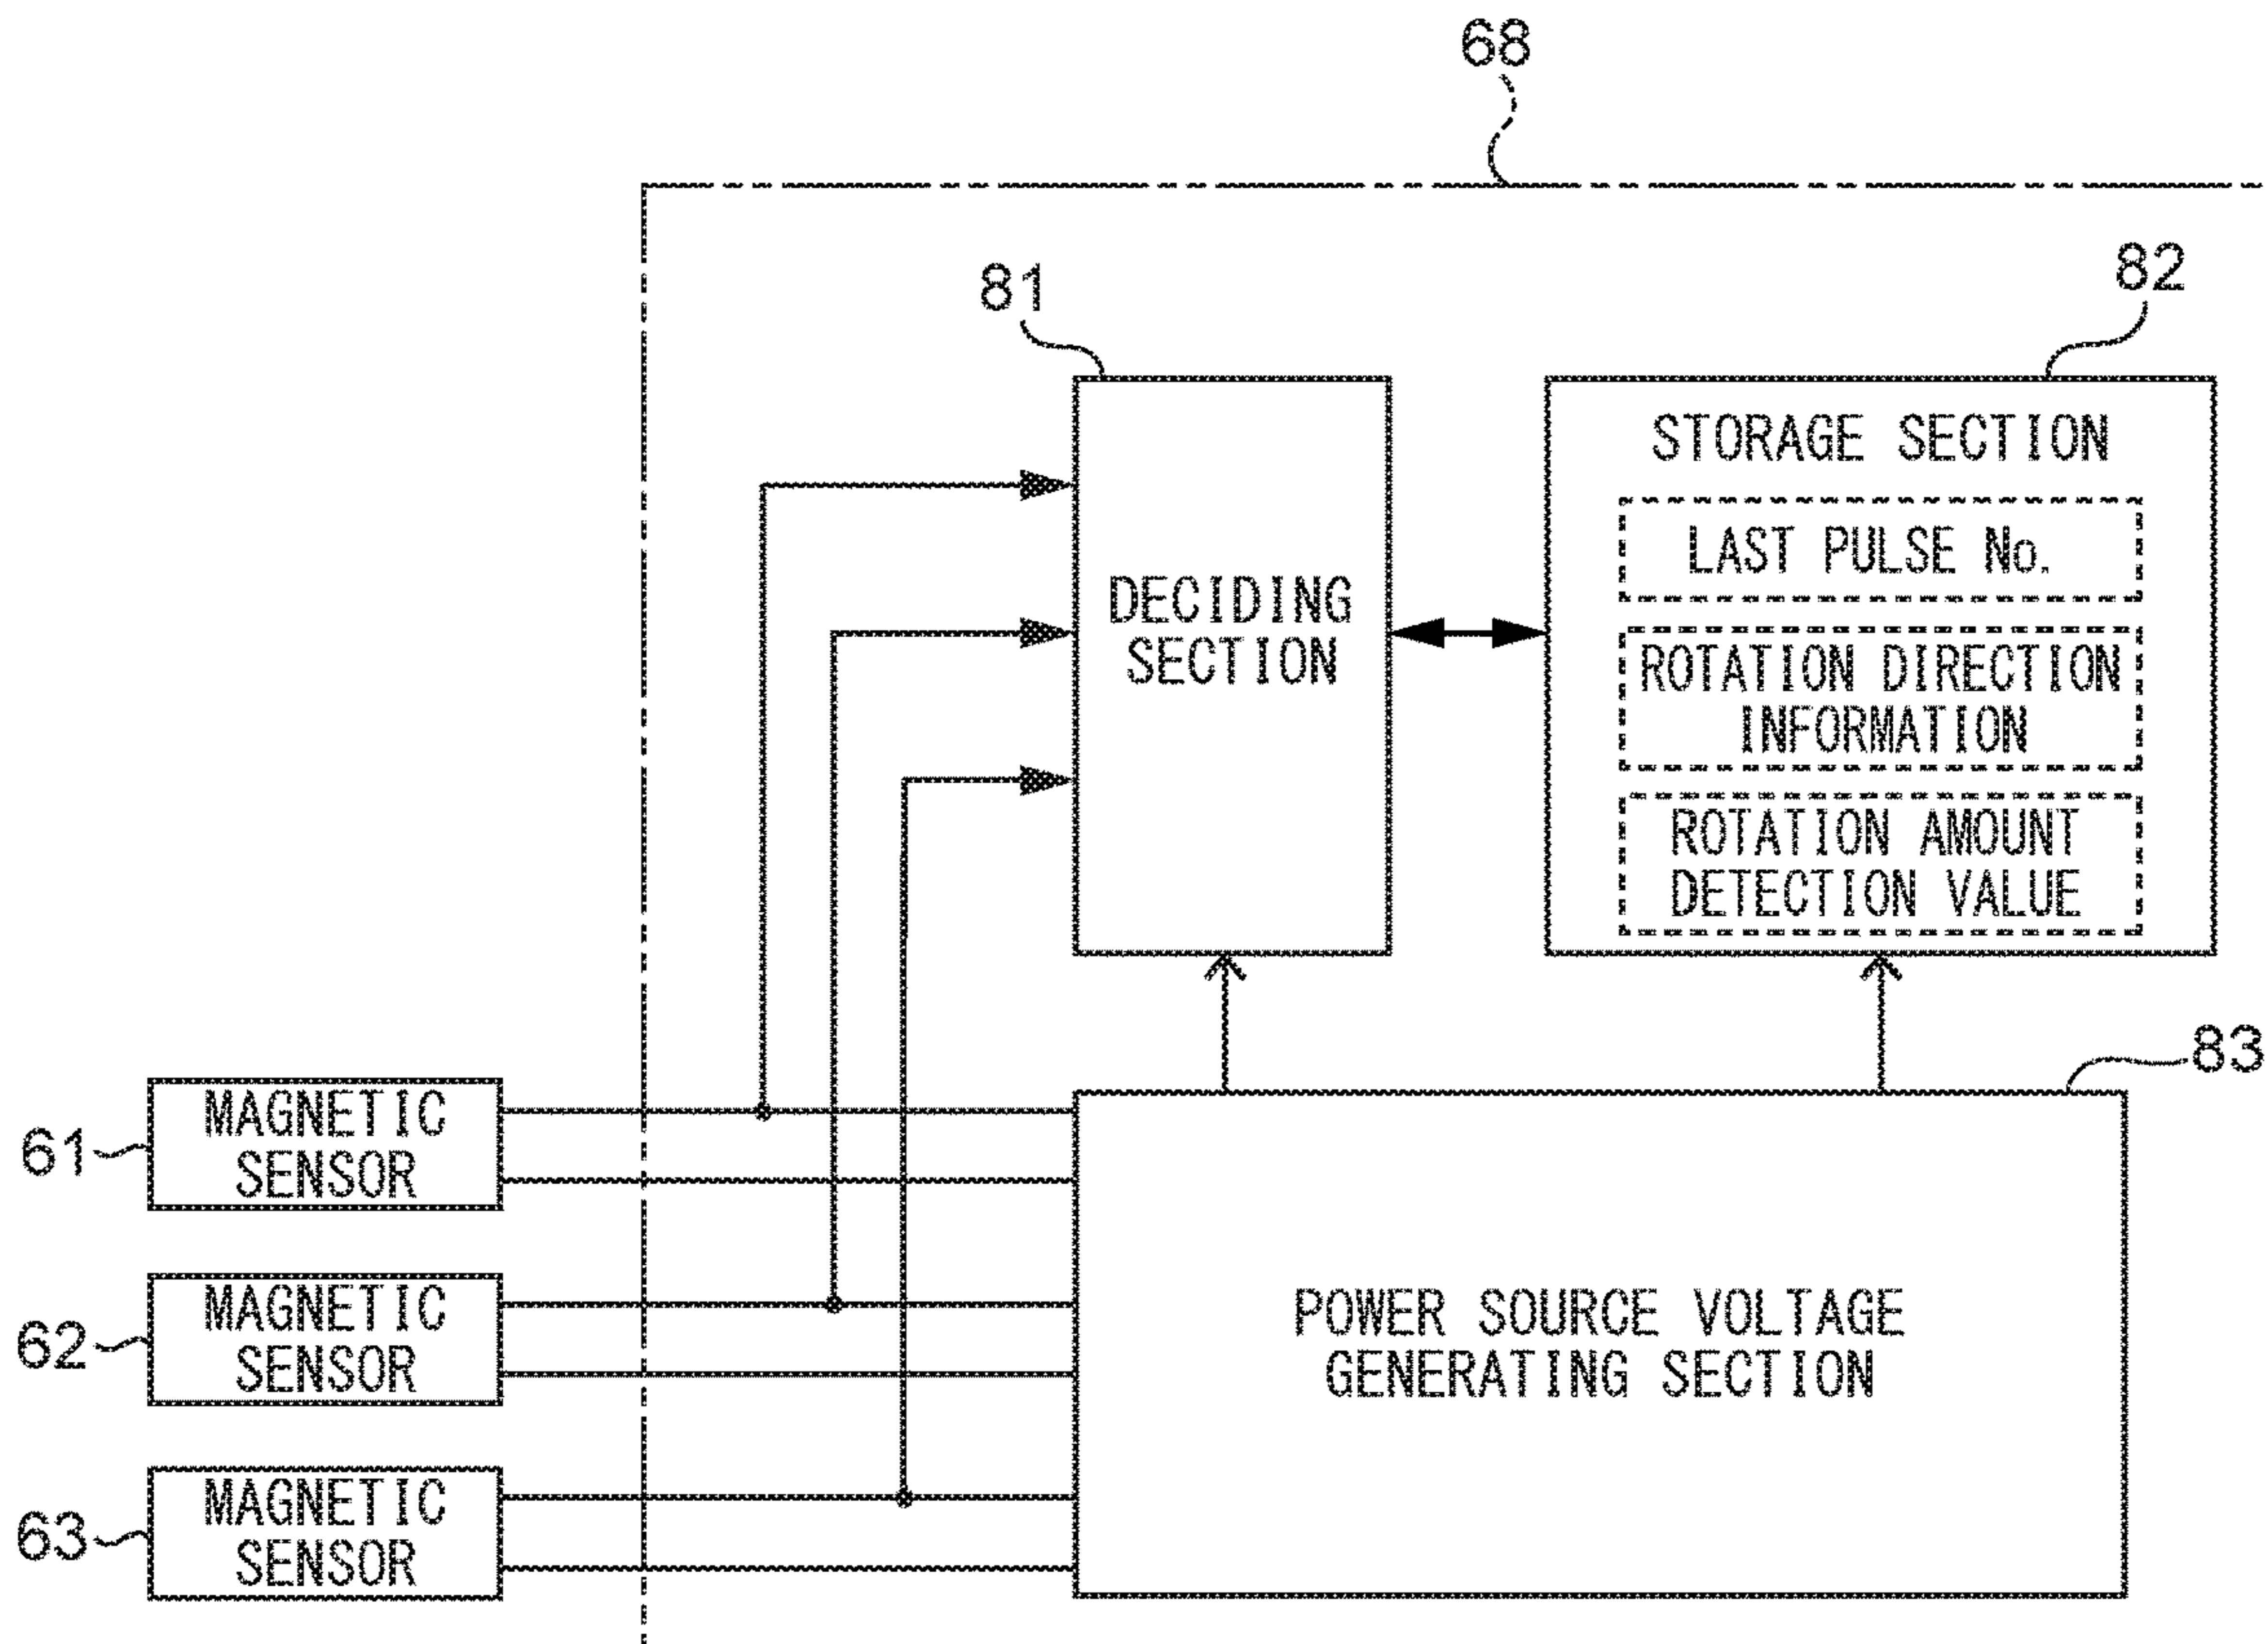 68
81
82
STORAGE SECTION
LAST PULSE No.
DECIDING
SECTION
ROTATION DIRECTION
INFORMATION
ROTATION AMOUNT
DETECTION VALUE
83
61
MAGNETIC
SENSOR
62
MAGNETIC
SENSOR
63
MAGNETIC
SENSOR
POWER SOURCE VOLTAGE
GENERATING SECTION